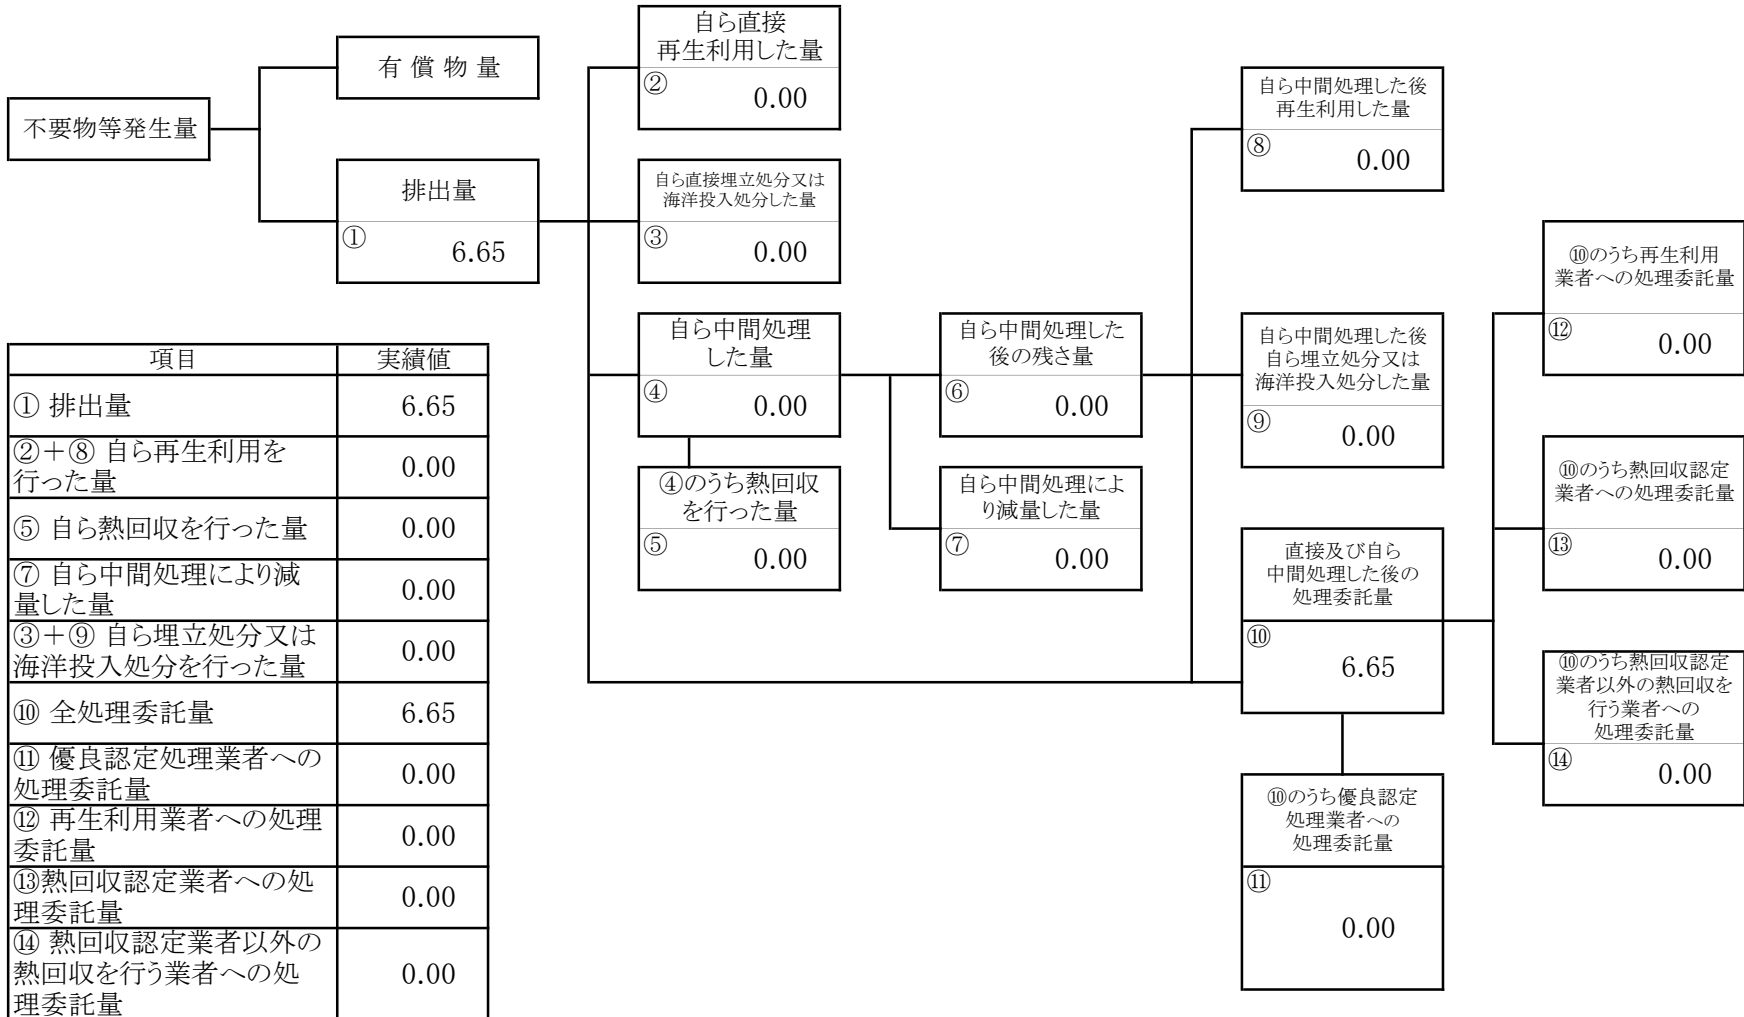 不要物等発生量
有 償 物 量
排出量
①
6.65
自ら直接
再生利用した量
②
0.00
自ら直接埋立処分又は
海洋投入処分した量
③
0.00
自ら中間処理
した量
④
0.00
④のうち熱回収
を行った量
⑤
0.00
自ら中間処理した
後の残さ量
⑥
0.00
自ら中間処理によ
り減量した量
⑦
0.00
自ら中間処理した後
再生利用した量
⑧
0.00
自ら中間処理した後
自ら埋立処分又は
海洋投入処分した量
⑨
0.00
直接及び自ら
中間処理した後の
処理委託量
⑩
6.65
⑩のうち優良認定
処理業者への
処理委託量
⑪
0.00
⑩のうち再生利用
業者への処理委託量
⑫
0.00
⑩のうち熱回収認定
業者への処理委託量
⑬
0.00
⑩のうち熱回収認定
業者以外の熱回収を
行う業者への
処理委託量
⑭
0.00
項目 実績値
① 排出量 6.65
②＋⑧ 自ら再生利用を
行った量 0.00
⑤ 自ら熱回収を行った量 0.00
⑦ 自ら中間処理により減
量した量 0.00
③＋⑨ 自ら埋立処分又は
海洋投入処分を行った量 0.00
⑩ 全処理委託量 6.65
⑪ 優良認定処理業者への
処理委託量 0.00
⑫ 再生利用業者への処理
委託量 0.00
⑬熱回収認定業者への処
理委託量 0.00
⑭ 熱回収認定業者以外の
熱回収を行う業者への処
理委託量 0.00